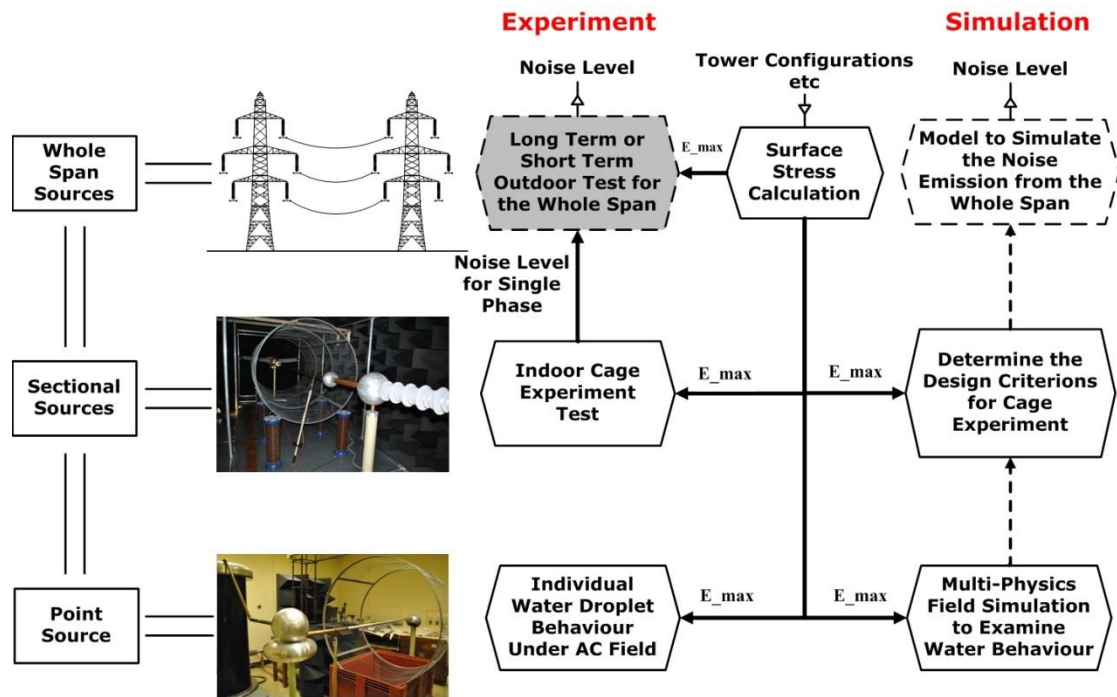 Experiment
Simulation
Noise Level
Tower Configurations
etc
Noise Level
Whole
Span
Sources
Long Term or
Short Term
Outdoor Test for
the Whole Span
E_max
Surface
Stress
Calculation
Model to Simulate
the Noise
Emission from the
Whole Span
Noise Level
for Single
Phase
Sectional
Sources
Indoor Cage
Experiment
Test
E_max
E_max
Determine the
Design Criterions
for Cage
Experiment
Point
Source
Individual
Water Droplet
Behaviour
Under AC Field
E_max
E_max
Multi-Physics
Field Simulation
to Examine
Water Behaviour